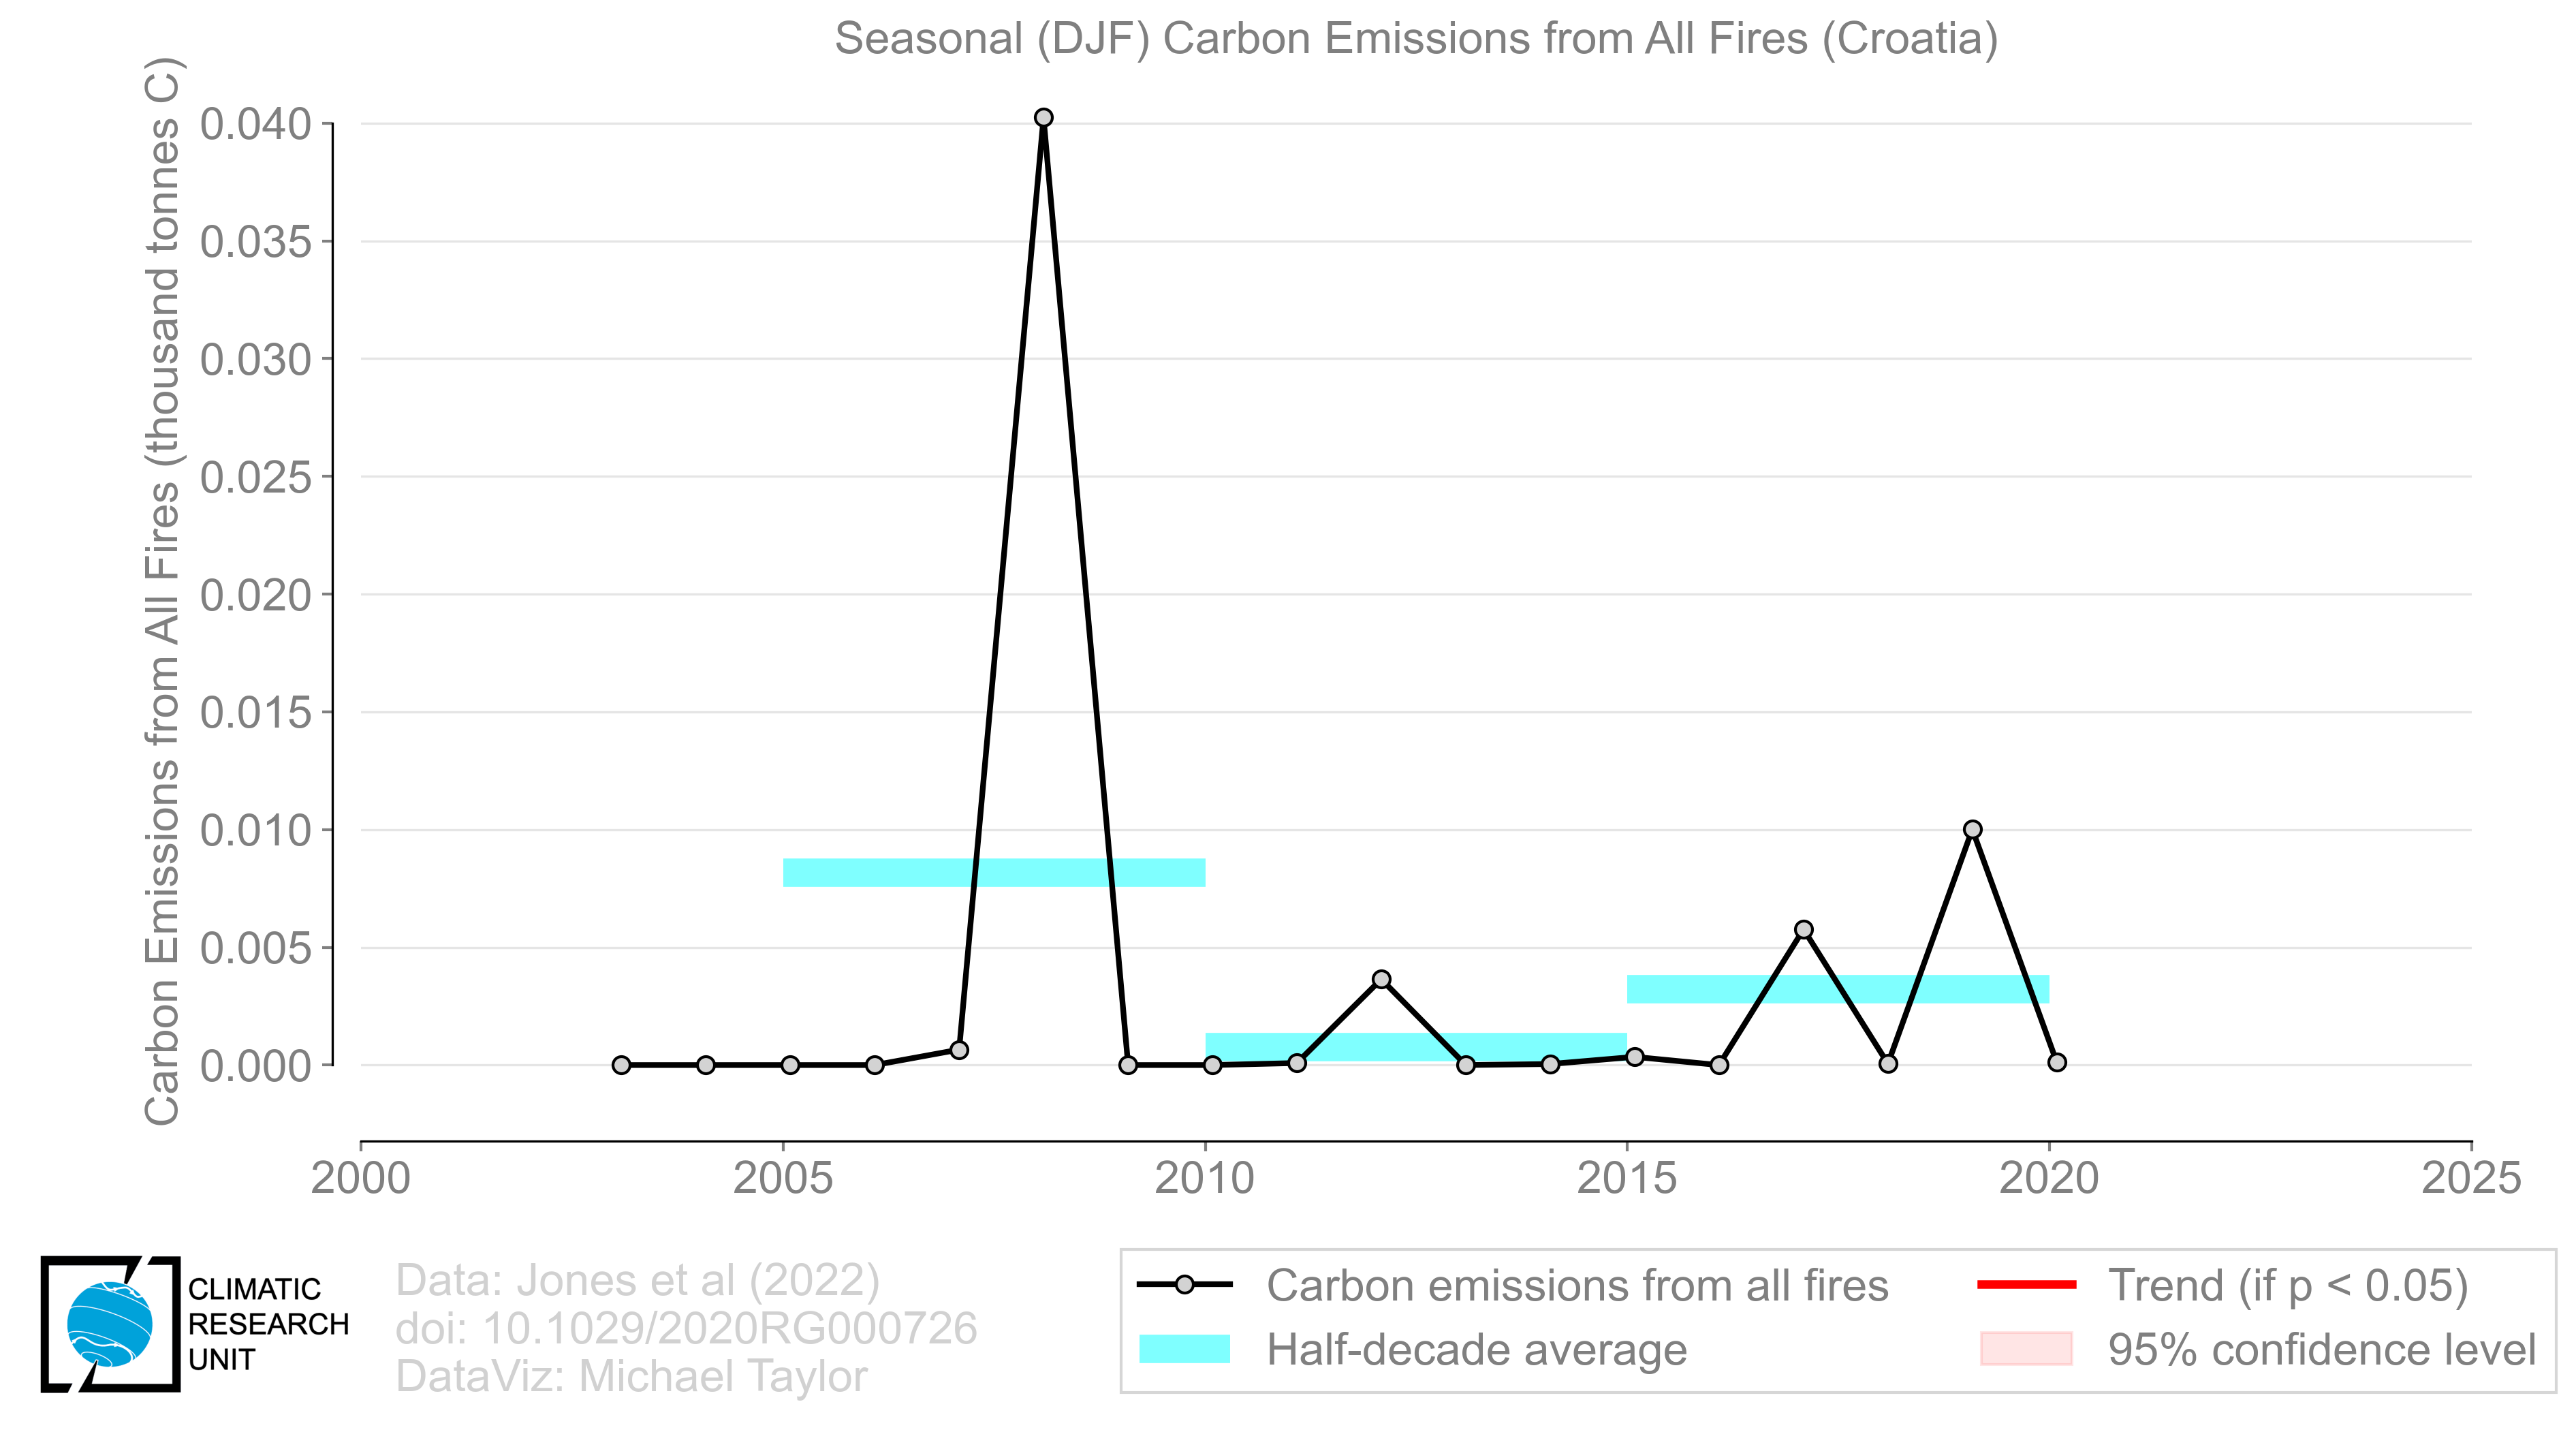 Seasonal (DJF) Carbon Emissions from All Fires (Croatia)
Carbon Emissions from All Fires (thousand tonnes C)
0.040
0.035
0.030
0.025
0.020
0.015
0.010
0.005
0.000
2000
2005
2010
2015
2020
2025
CLIMATIC
RESEARCH
UNIT
Data: Jones et al (2022)
doi: 10.1029/2020RG000726
DataViz: Michael Taylor
Carbon emissions from all fires
Half-decade average
Trend (if p < 0.05)
95% confidence level